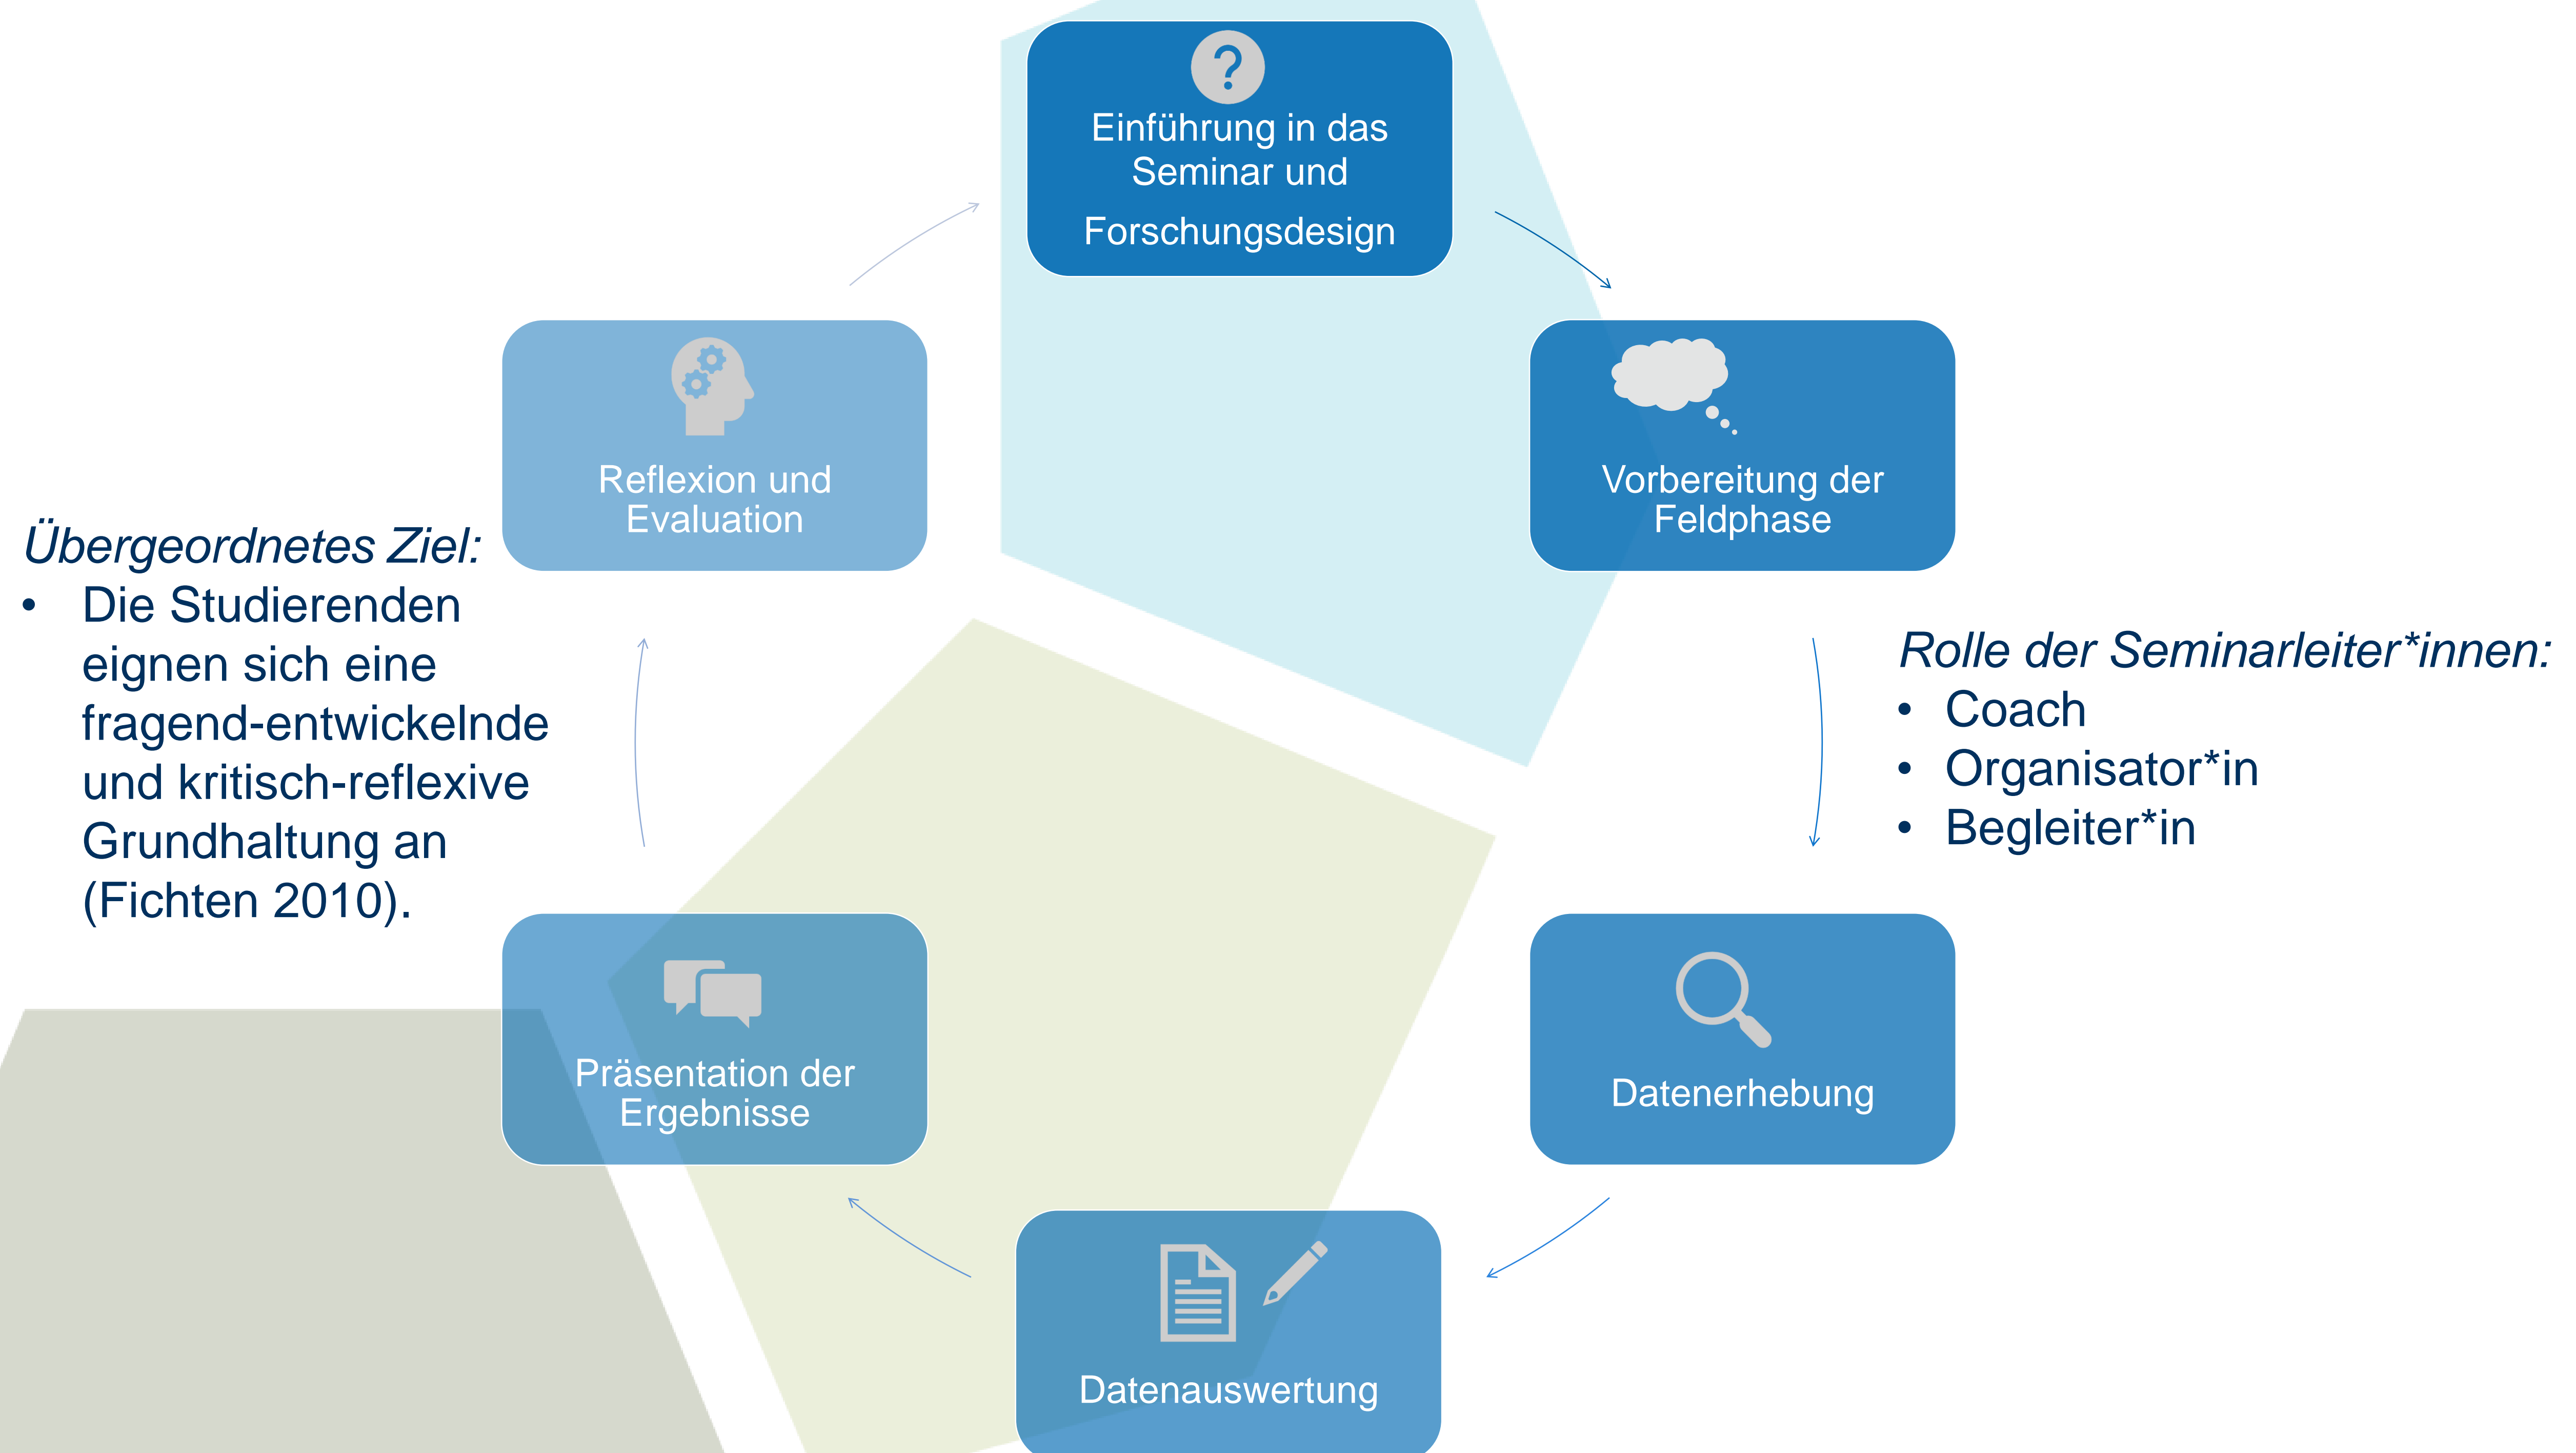 ?
Einführung in das
Seminar und
Forschungsdesign
Vorbereitung der
Feldphase
Datenerhebung
Datenauswertung
Präsentation der
Ergebnisse
Reflexion und
Evaluation
Übergeordnetes Ziel:
• Die Studierenden
eignen sich eine
fragend-entwickelnde
und kritisch-reflexive
Grundhaltung an
(Fichten 2010).
Rolle der Seminarleiter*innen:
• Coach
• Organisator*in
• Begleiter*in